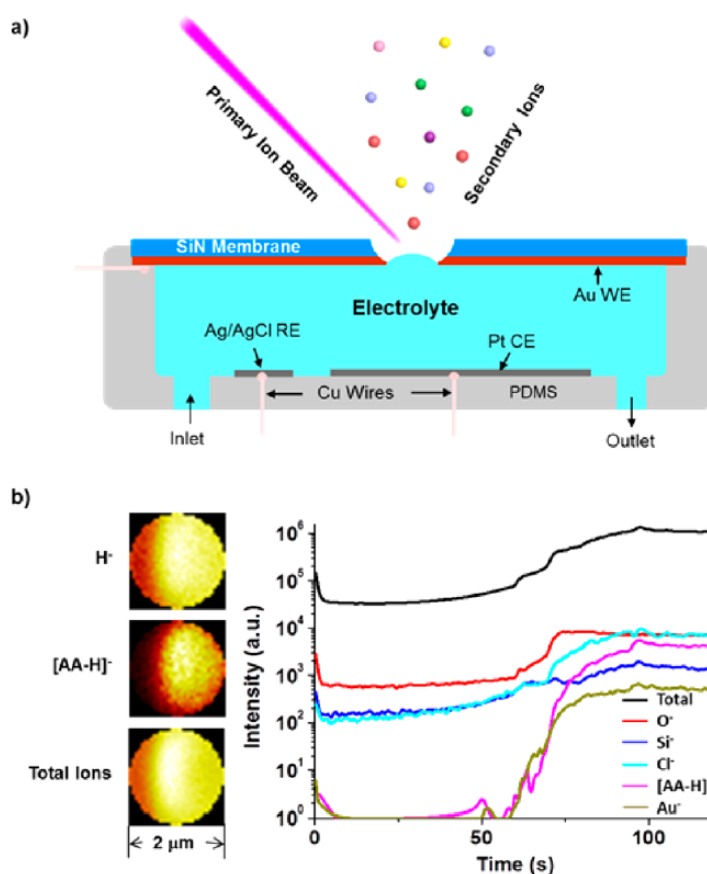 a)
Primary Ion Beam
Secondary Ions
SiN Membrane
Au WE
Electrolyte
Ag/AgCl RE
Pt CE
Cu Wires
PDMS
Inlet
Outlet
b)
H⁻
[AA-H]⁻
Total Ions
2 μm
Intensity (a.u.)
10⁶
10⁵
10⁴
10³
10²
10¹
10⁰
0
50
100
Time (s)
Total
O⁻
Si⁻
Cl⁻
[AA-H]
Au⁻